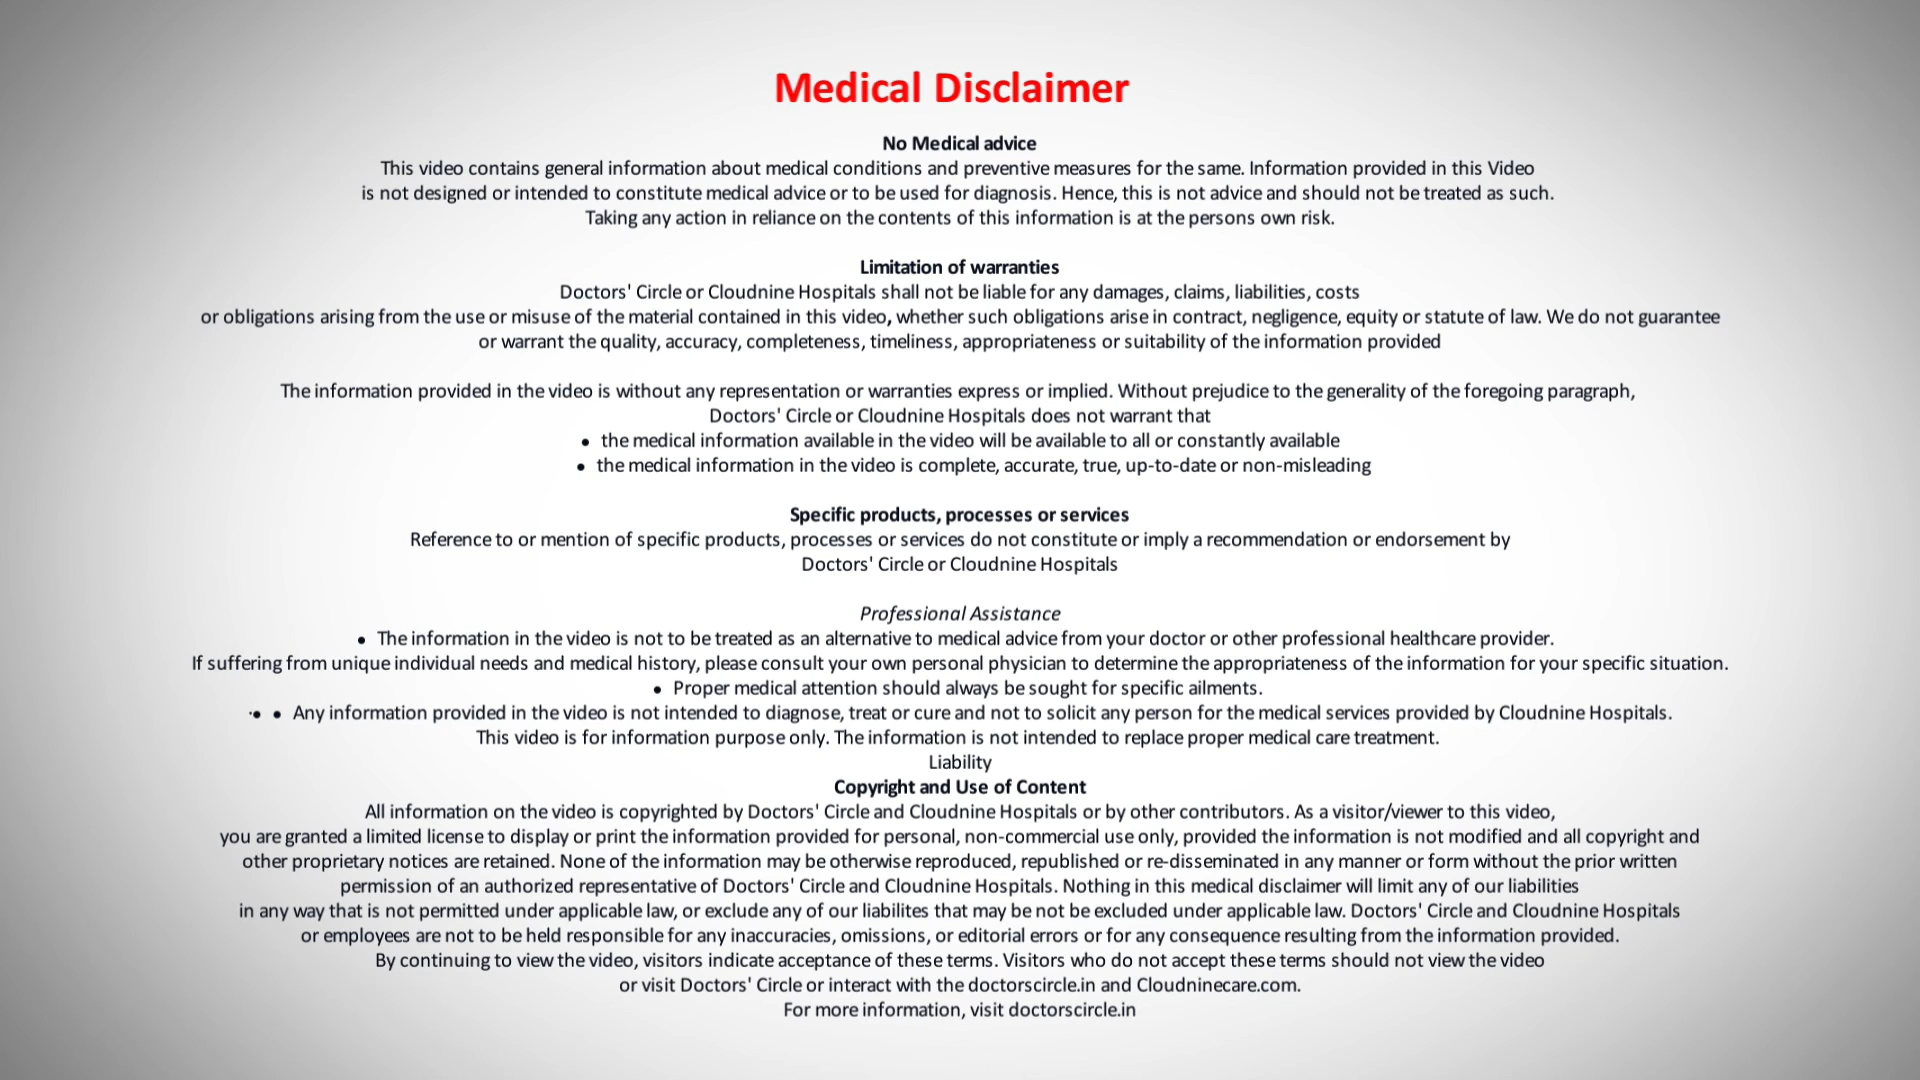 Medical Disclaimer
No Medical advice
This video contains general information about medical conditions and preventive measures for the same. Information provided in this Video
is not designed or intended to constitute medical advice or to be used for diagnosis. Hence, this is not advice and should not be treated as such.
Taking any action in reliance on the contents of this information is at the persons own risk.
Limitation of warranties
Doctors' Circle or Cloudnine Hospitals shall not be liable for any damages, claims, liabilities, costs
or obligations arising from the use or misuse of the material contained in this video, whether such obligations arise in contract, negligence, equity or statute of law. We do not guarantee
or warrant the quality, accuracy, completeness, timeliness, appropriateness or suitability of the information provided
The information provided in the video is without any representation or warranties express or implied. Without prejudice to the generality of the foregoing paragraph,
Doctors' Circle or Cloudnine Hospitals does not warrant that
• the medical information available in the video will be available to all or constantly available
• the medical information in the video is complete, accurate, true, up-to-date or non-misleading
Specific products, processes or services
Reference to or mention of specific products, processes or services do not constitute or imply a recommendation or endorsement by
Doctors' Circle or Cloudnine Hospitals
Professional Assistance
• The information in the video is not to be treated as an alternative to medical advice from your doctor or other professional healthcare provider.
If suffering from unique individual needs and medical history, please consult your own personal physician to determine the appropriateness of the information for your specific situation.
• Proper medical attention should always be sought for specific ailments.
·• • Any information provided in the video is not intended to diagnose, treat or cure and not to solicit any person for the medical services provided by Cloudnine Hospitals.
This video is for information purpose only. The information is not intended to replace proper medical care treatment.
Liability
Copyright and Use of Content
All information on the video is copyrighted by Doctors' Circle and Cloudnine Hospitals or by other contributors. As a visitor/viewer to this video,
you are granted a limited license to display or print the information provided for personal, non-commercial use only, provided the information is not modified and all copyright and
other proprietary notices are retained. None of the information may be otherwise reproduced, republished or re-disseminated in any manner or form without the prior written
permission of an authorized representative of Doctors' Circle and Cloudnine Hospitals. Nothing in this medical disclaimer will limit any of our liabilities
in any way that is not permitted under applicable law, or exclude any of our liabilites that may be not be excluded under applicable law. Doctors' Circle and Cloudnine Hospitals
or employees are not to be held responsible for any inaccuracies, omissions, or editorial errors or for any consequence resulting from the information provided.
By continuing to view the video, visitors indicate acceptance of these terms. Visitors who do not accept these terms should not view the video
or visit Doctors' Circle or interact with the doctorscircle.in and Cloudninecare.com.
For more information, visit doctorscircle.in